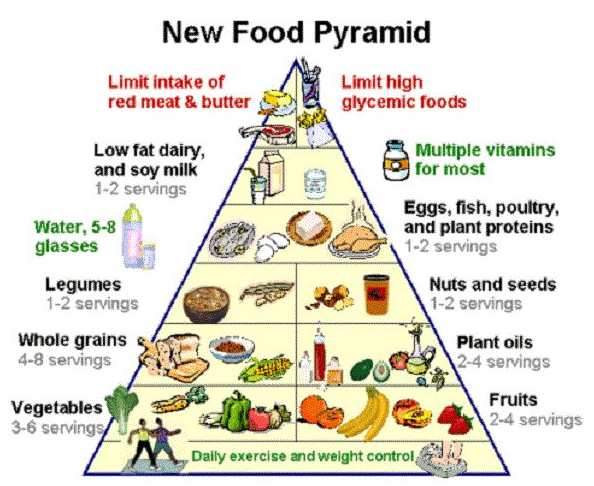 New Food Pyramid
Limit intake of
red meat & butter
Limit high
glycemic foods
Low fat dairy,
and soy milk
1-2 servings
Multiple vitamins
for most
Water, 5-8
glasses
Eggs, fish, poultry,
and plant proteins
1-2 servings
Legumes
1-2 servings
Nuts and seeds
1-2 servings
Whole grains
4-8 servings
Plant oils
2-4 servings
Vegetables
3-6 servings
Fruits
2-4 servings
Daily exercise and weight control